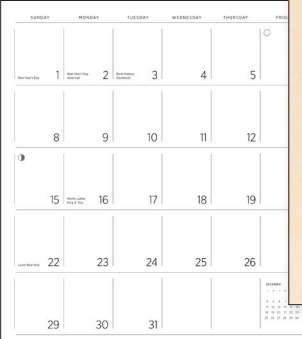 SUNDAY MONDAY TUESDAY WEDNESDAY THURSDAY
New Year's Day 1 New Year's Day 2 Bank Holiday 3 4 5
8 9 10 11 12
15 Martin Luther
King Jr. Day 16 17 18 19
Lunar New Year 22 23 24 25 26
DECEMBER
29 30 31